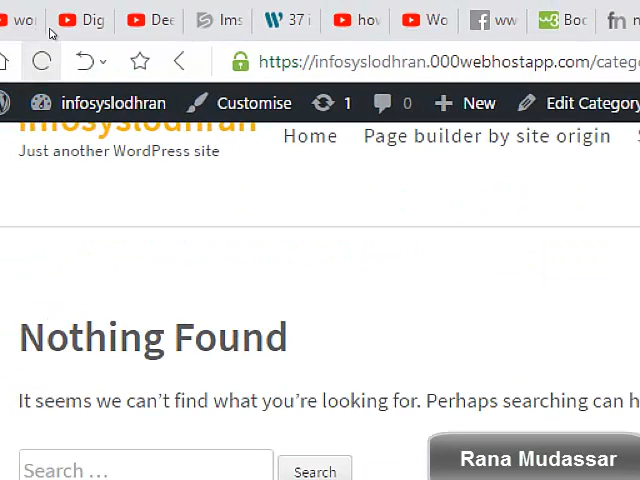 wor Dig Dee Ims 37 i hov Wo ww Boo n
https://infosyslodhran.000webhostapp.com/catego
infosyslodhran Customise 1 0 New Edit Category
infosyslodhran
Just another WordPress site
Home Page builder by site origin S
Nothing Found
It seems we can't find what you're looking for. Perhaps searching can h
Search …
Search
Rana Mudassar